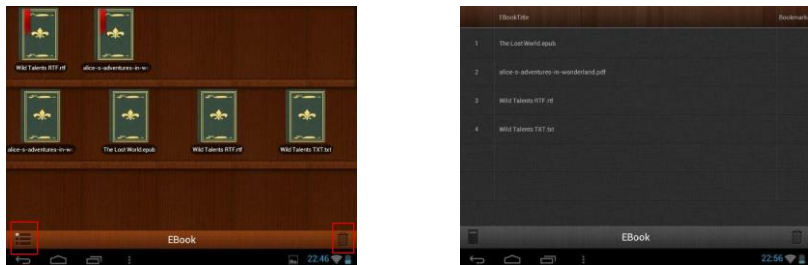 Wild Talents RTF.rtf
alice-s-adventures-in-w
alice-s-adventures-in-w
The Lost World.epub
Wild Talents RTF.rtf
Wild Talents TXT.txt
EBook
22:46
EBookTitle
Bookmark
1 The Lost World.epub
2 alice-s-adventures-in-wonderland.pdf
3 Wild Talents RTF.rtf
4 Wild Talents TXT.txt
EBook
22:56